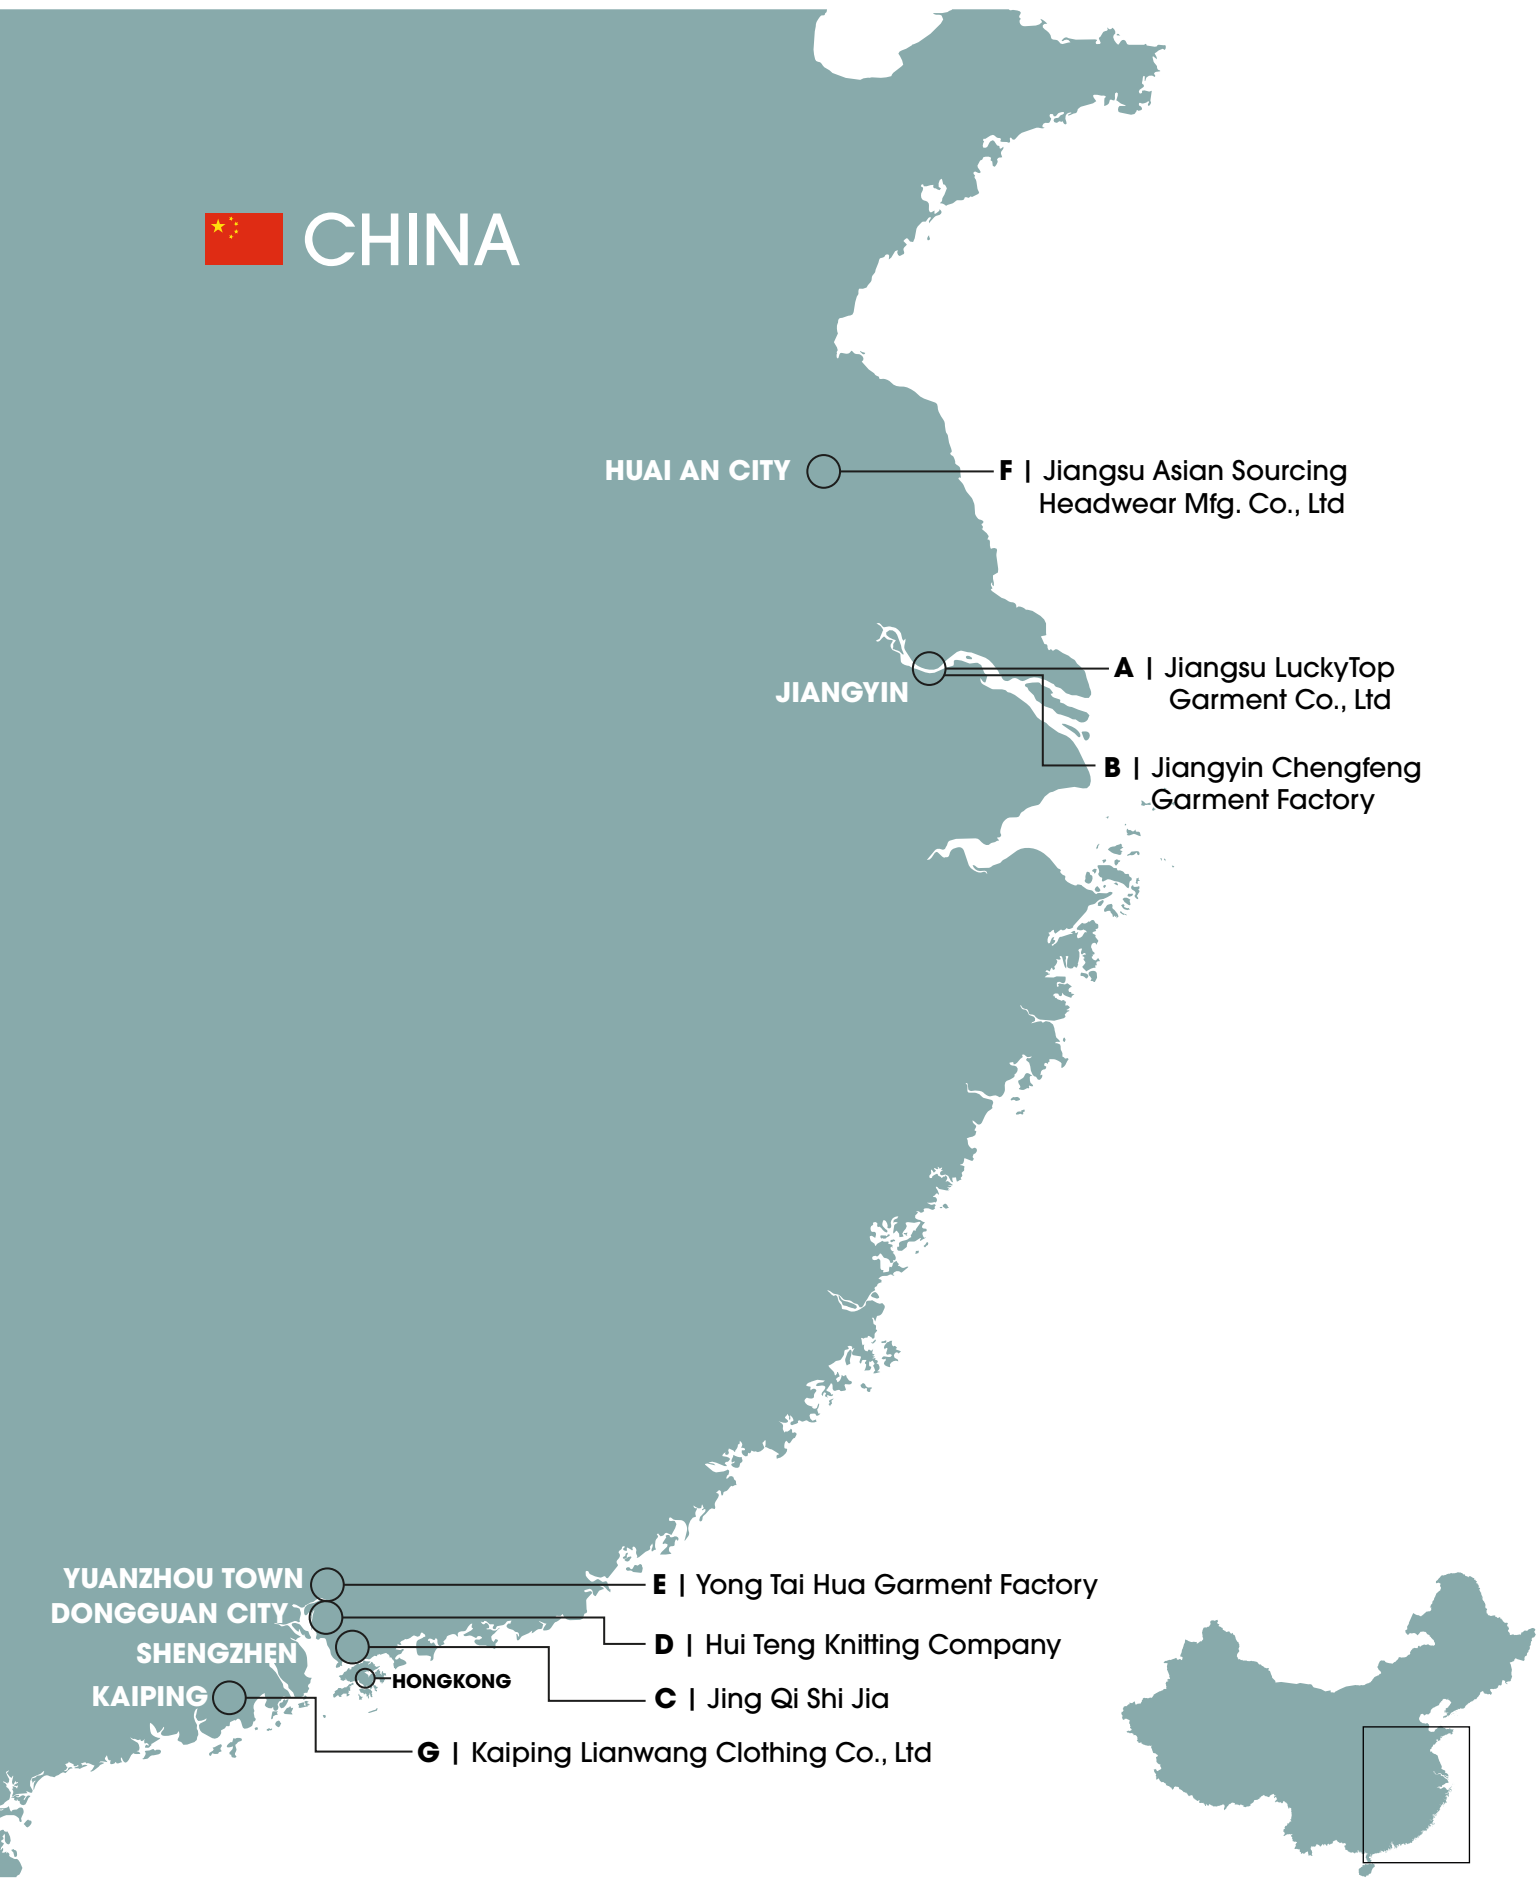 CHINA
HUAI AN CITY
F | Jiangsu Asian Sourcing
Headwear Mfg. Co., Ltd
JIANGYIN
A | Jiangsu LuckyTop
Garment Co., Ltd
B | Jiangyin Chengfeng
Garment Factory
YUANZHOU TOWN
E | Yong Tai Hua Garment Factory
DONGGUAN CITY
D | Hui Teng Knitting Company
SHENGZHEN
HONGKONG
C | Jing Qi Shi Jia
KAIPING
G | Kaiping Lianwang Clothing Co., Ltd